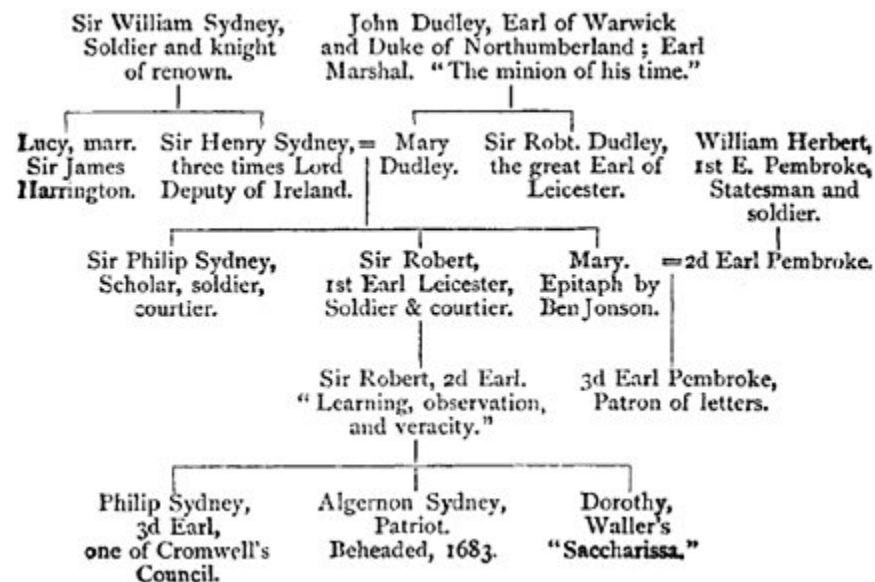 Sir William Sydney,
Soldier and knight
of renown.
John Dudley, Earl of Warwick
and Duke of Northumberland ; Earl
Marshal. “The minion of his time.”
Lucy, marr.
Sir James
Harrington.
Sir Henry Sydney,
three times Lord
Deputy of Ireland.
=
Mary
Dudley.
Sir Robt. Dudley,
the great Earl of
Leicester.
William Herbert,
1st E. Pembroke,
Statesman and
soldier.
Sir Philip Sydney,
Scholar, soldier,
courtier.
Sir Robert,
1st Earl Leicester,
Soldier & courtier.
Mary.
Epitaph by
Ben Jonson.
=2d Earl Pembroke.
Sir Robert, 2d Earl.
“Learning, observation,
and veracity.”
3d Earl Pembroke,
Patron of letters.
Philip Sydney,
3d Earl,
one of Cromwell's
Council.
Algernon Sydney,
Patriot.
Beheaded, 1683.
Dorothy,
Waller's
“Saccharissa.”